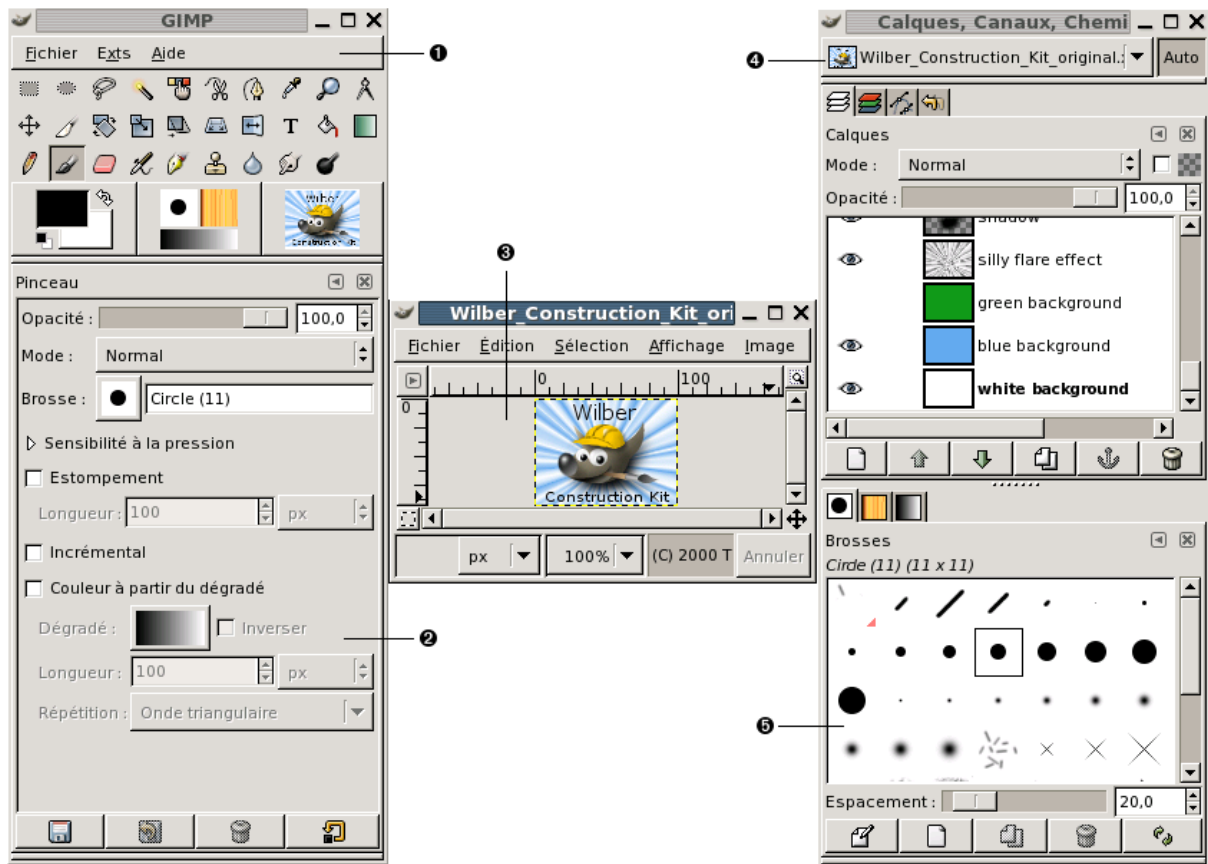 GIMP
Fichier Exts Aide
❶
Pinceau
Opacité : 100,0
Mode : Normal
Brosse : Circle (11)
Sensibilité à la pression
Estompement
Longueur : 100 px
Incrémental
Couleur à partir du dégradé
Dégradé : Inverser
❷
Longueur : 100 px
Répétition : Onde triangulaire
❸
Wilber_Construction_Kit_ori
Fichier Édition Sélection Affichage Image
0 100
0
Wilber
Construction Kit
px 100% (C) 2000 T Annuler
Calques, Canaux, Chemi
❹
Wilber_Construction_Kit_original.: Auto
Calques
Mode : Normal
Opacité : 100,0
shadow
silly flare effect
green background
blue background
white background
Brosses
Circle (11) (11 x 11)
❺
Espacement : 20,0